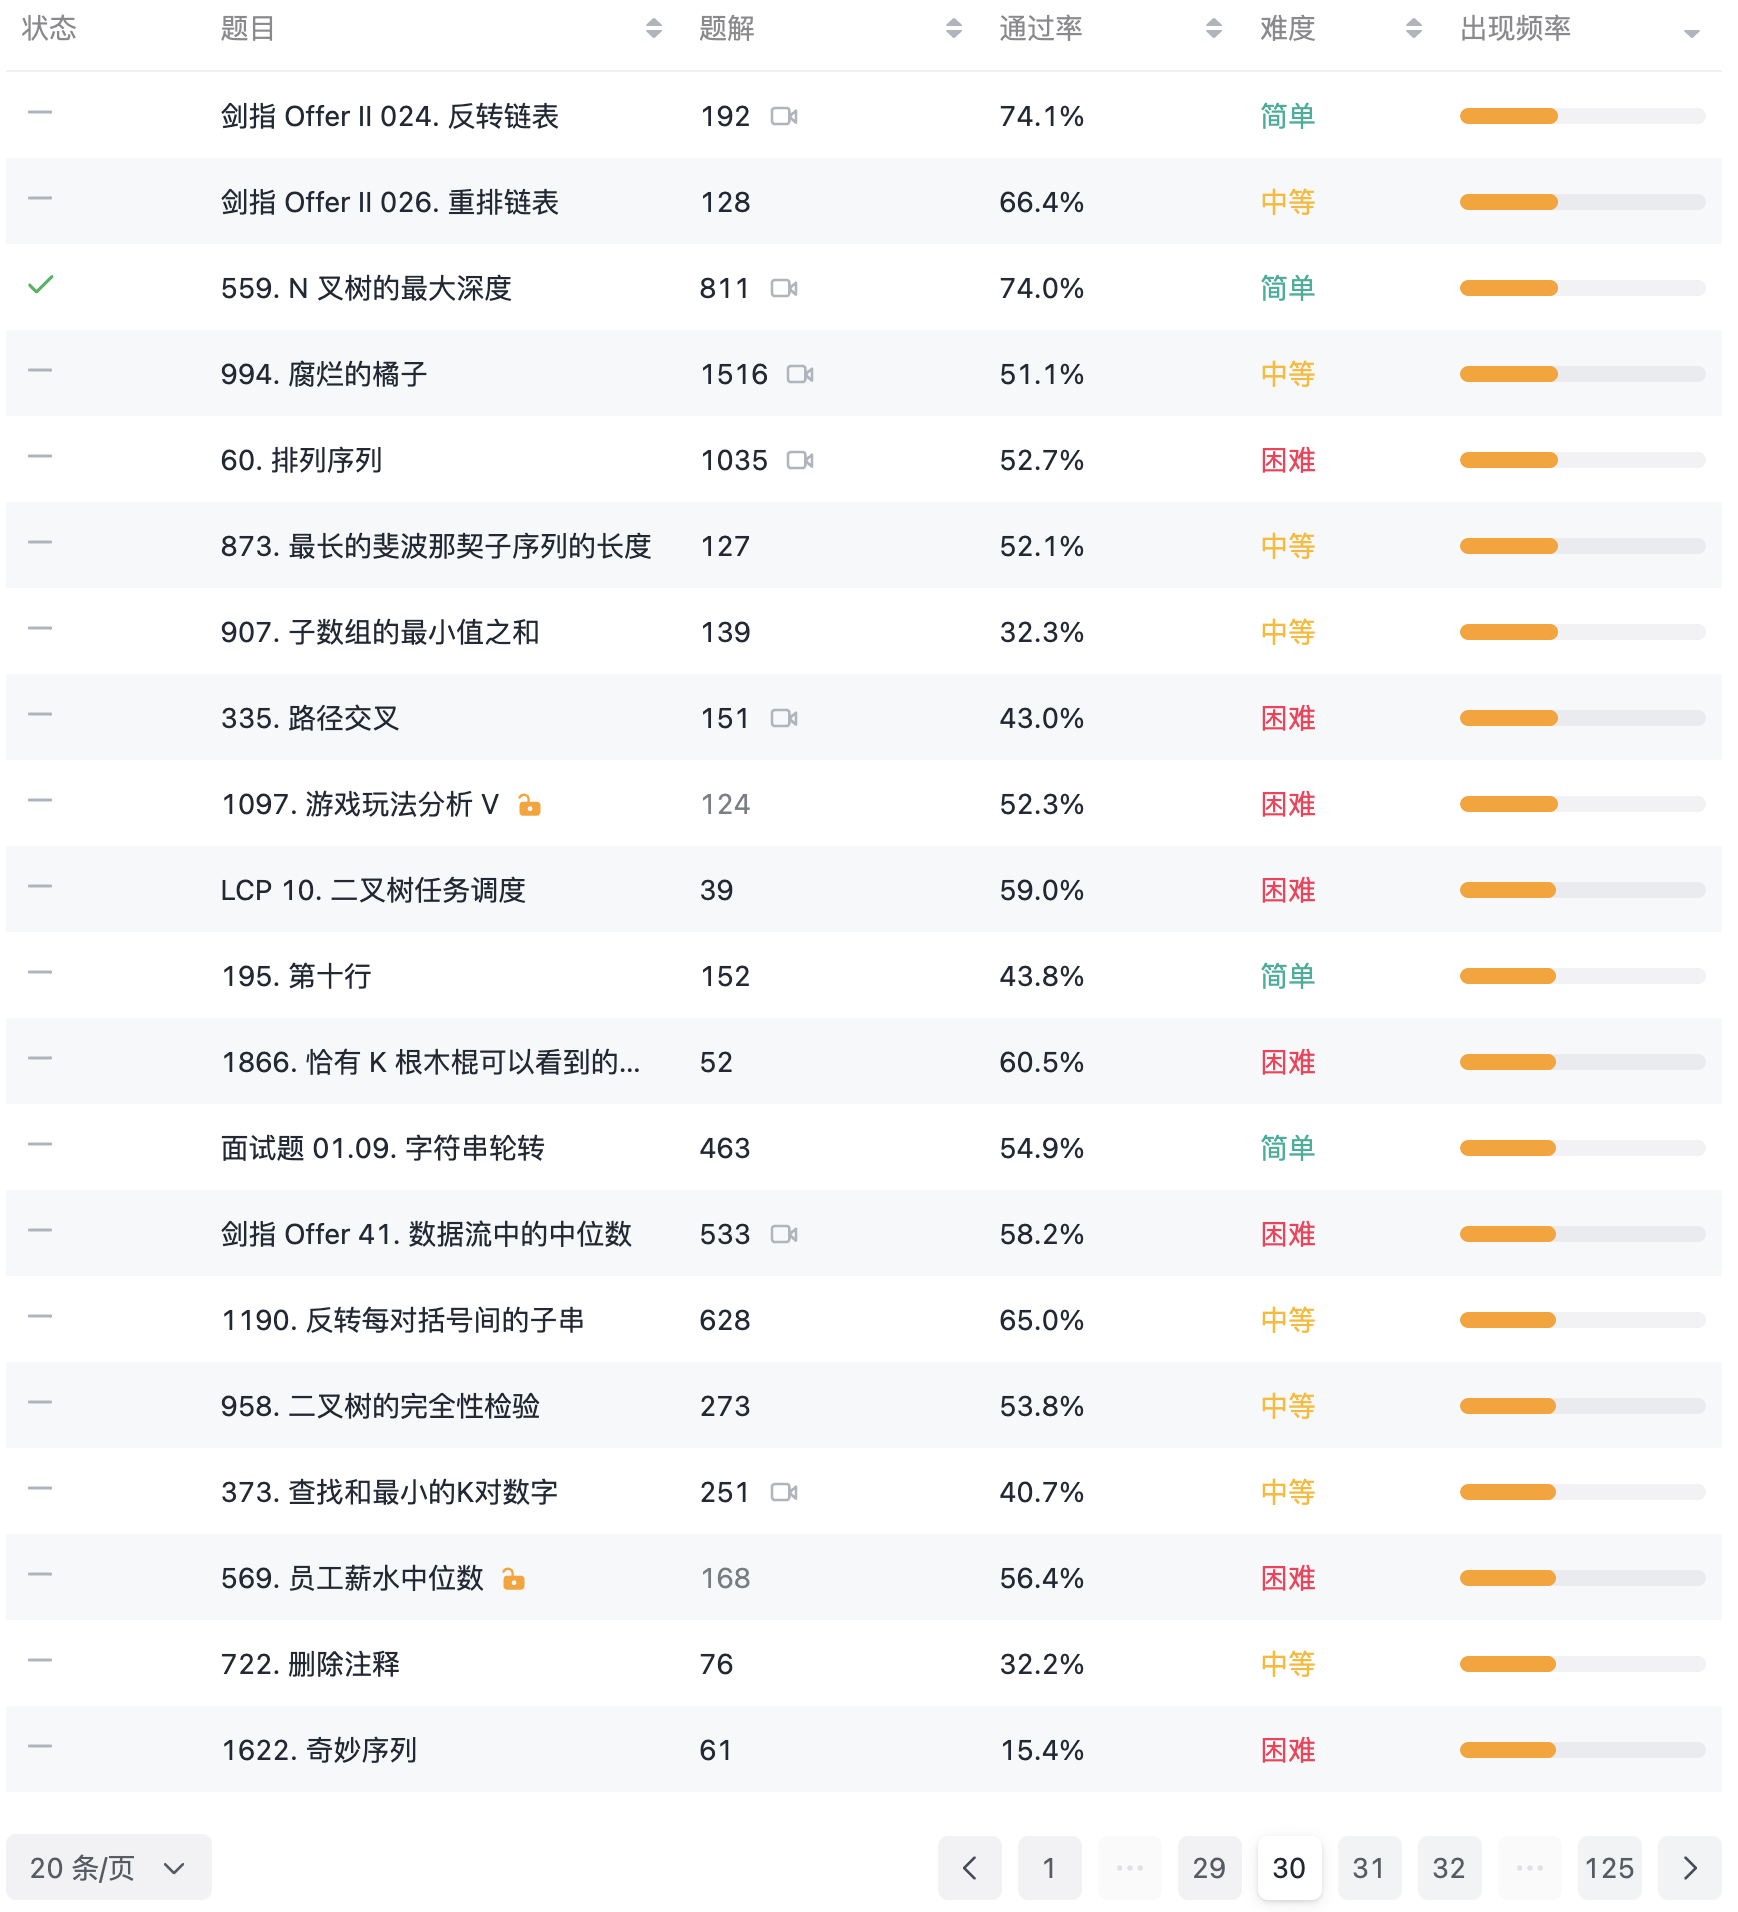 状态 题目 题解 通过率 难度 出现频率
剑指 Offer II 024. 反转链表 192 74.1% 简单
剑指 Offer II 026. 重排链表 128 66.4% 中等
559. N 叉树的最大深度 811 74.0% 简单
994. 腐烂的橘子 1516 51.1% 中等
60. 排列序列 1035 52.7% 困难
873. 最长的斐波那契子序列的长度 127 52.1% 中等
907. 子数组的最小值之和 139 32.3% 中等
335. 路径交叉 151 43.0% 困难
1097. 游戏玩法分析 V 124 52.3% 困难
LCP 10. 二叉树任务调度 39 59.0% 困难
195. 第十行 152 43.8% 简单
1866. 恰有 K 根木棍可以看到的... 52 60.5% 困难
面试题 01.09. 字符串轮转 463 54.9% 简单
剑指 Offer 41. 数据流中的中位数 533 58.2% 困难
1190. 反转每对括号间的子串 628 65.0% 中等
958. 二叉树的完全性检验 273 53.8% 中等
373. 查找和最小的K对数字 251 40.7% 中等
569. 员工薪水中位数 168 56.4% 困难
722. 删除注释 76 32.2% 中等
1622. 奇妙序列 61 15.4% 困难
20 条/页 1 ... 29 30 31 32 ... 125